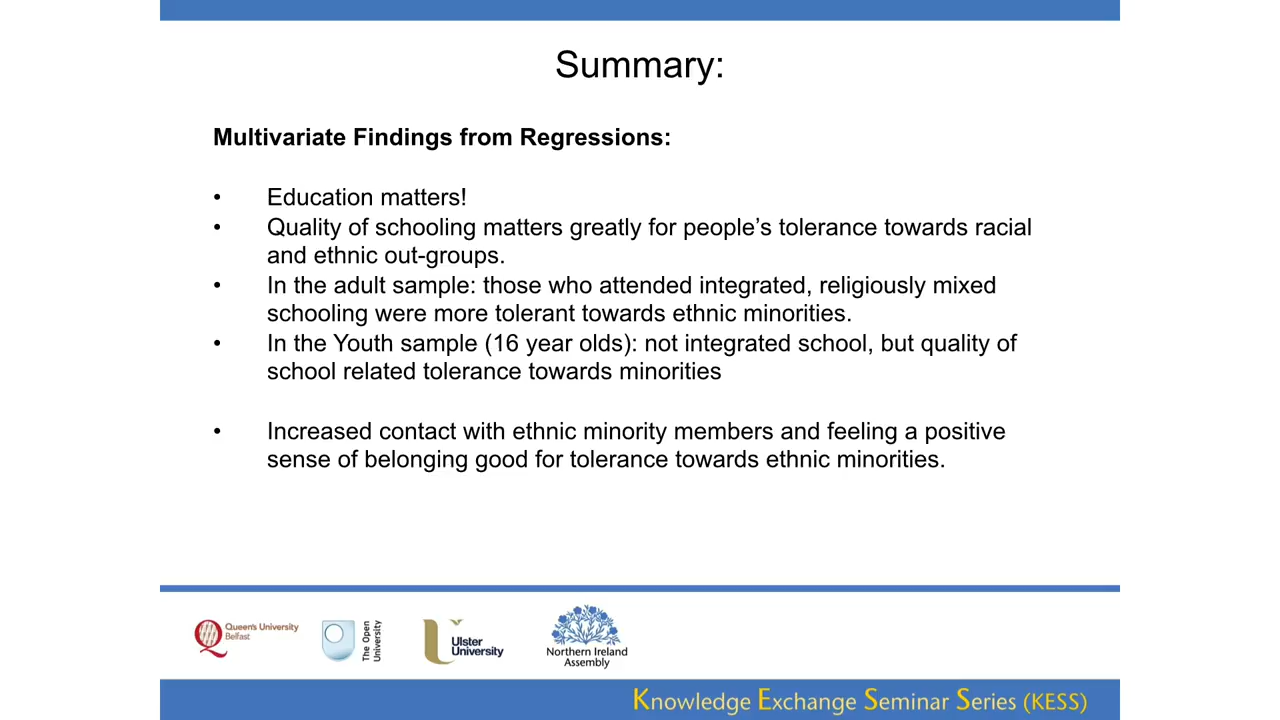 Summary:
Multivariate Findings from Regressions:
• Education matters!
• Quality of schooling matters greatly for people’s tolerance towards racial
and ethnic out-groups.
• In the adult sample: those who attended integrated, religiously mixed
schooling were more tolerant towards ethnic minorities.
• In the Youth sample (16 year olds): not integrated school, but quality of
school related tolerance towards minorities
• Increased contact with ethnic minority members and feeling a positive
sense of belonging good for tolerance towards ethnic minorities.
Queen's University
Belfast
The Open
University
Ulster
University
Northern Ireland
Assembly
Knowledge Exchange Seminar Series (KESS)